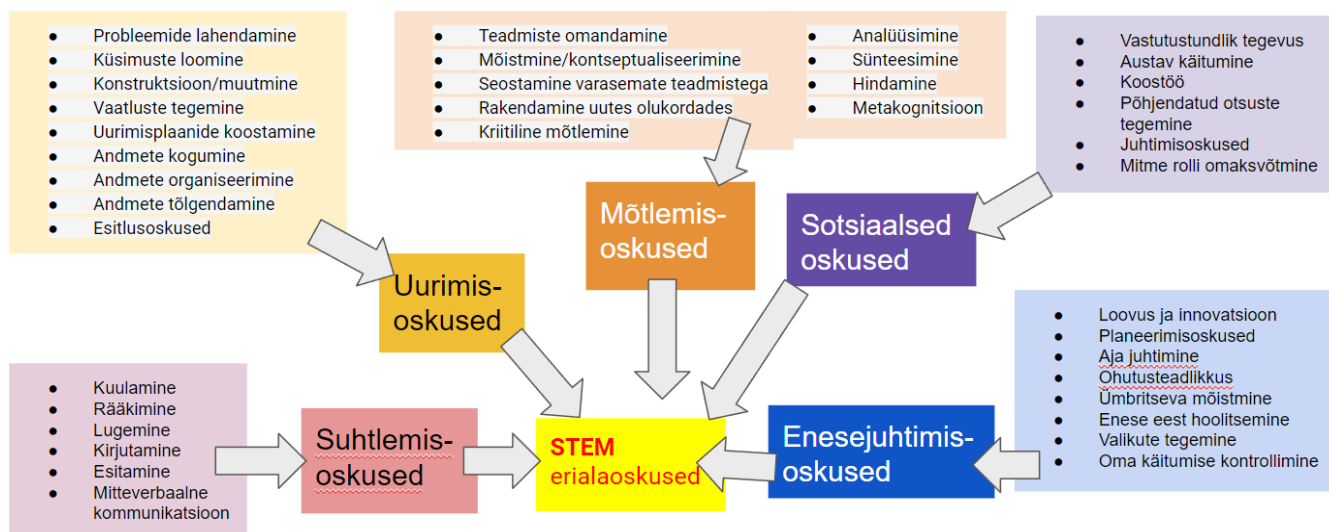 ● Probleemide lahendamine
● Küsimuste loomine
● Konstruktsioon/muutmine
● Vaatluste tegemine
● Uurimisplaanide koostamine
● Andmete kogumine
● Andmete organiseerimine
● Andmete tõlgendamine
● Esitlusoskused
● Teadmiste omandamine
● Mõistmine/kontseptualiseerimine
● Seostamine varasemate teadmistega
● Rakendamine uutes olukordades
● Kriitiline mõtlemine
● Analüüsimine
● Sünteesimine
● Hindamine
● Metakognitsioon
● Vastutustundlik tegevus
● Austav käitumine
● Koostöö
● Põhjendatud otsuste
tegemine
● Juhtimisoskused
● Mitme rolli omaksvõtmine
Mõtlemis-
oskused
Sotsiaalsed
oskused
Uurimis-
oskused
● Loovus ja innovatsioon
● Planeerimisoskused
● Aja juhtimine
● Ohutusteadlikkus
● Ümbritseva mõistmine
● Enese eest hoolitsemine
● Valikute tegemine
● Oma käitumise kontrollimine
● Kuulamine
● Rääkimine
● Lugemine
● Kirjutamine
● Esitamine
● Mitteverbaalne
kommunikatsioon
Suhtlemis-
oskused
STEM
erialaoskused
Enesejuhtimis-
oskused